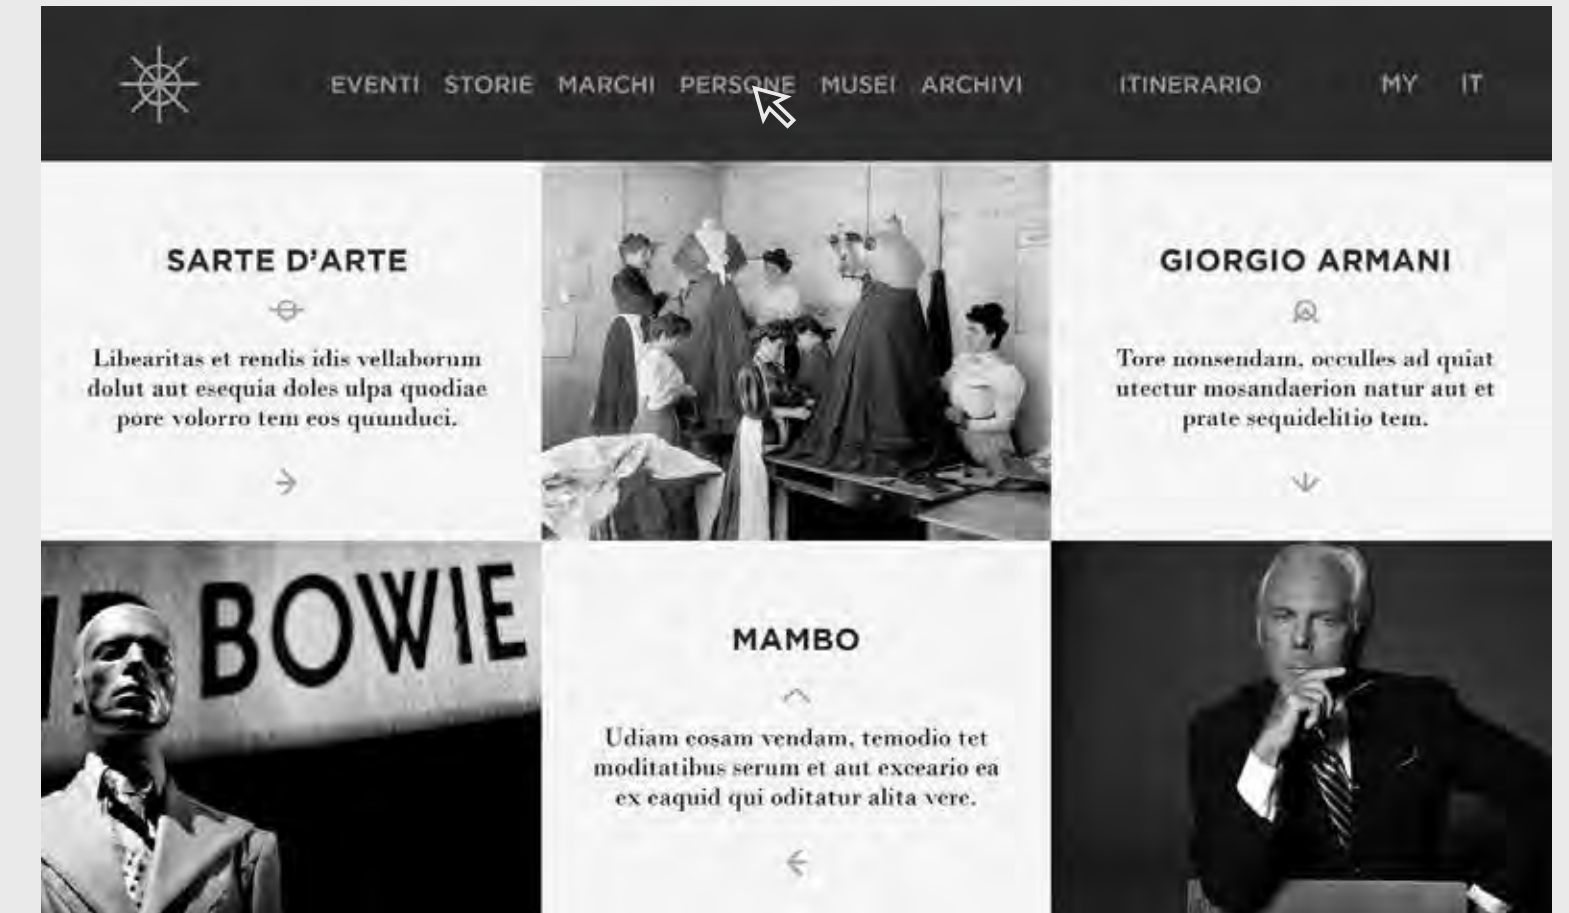 EVENTI STORIE MARCHI PERSONE MUSEI ARCHIVI ITINERARIO MY IT
SARTE D'ARTE
Libearitas et rendis idis vellaborum
dolut aut esequia doles ulpa quodiae
pore volorro tem eos quunduci.
GIORGIO ARMANI
Tore nonsendam, occulles ad quiat
utectur mosandaerion natur aut et
prate sequidelitio tem.
BOWIE
MAMBO
Udiam cosam vendam, temodio tet
moditatibus serum et aut exceario ea
ex eaquid qui oditatur alita vere.